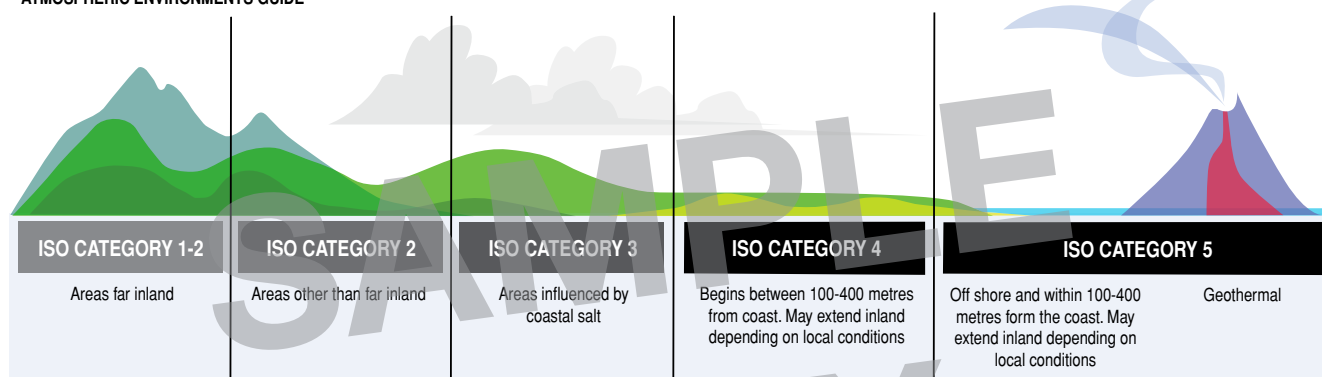 ATMOSPHERIC ENVIRONMENTS GUIDE
SAMPLE
ISO CATEGORY 1-2
Areas far inland
ISO CATEGORY 2
Areas other than far inland
ISO CATEGORY 3
Areas influenced by
coastal salt
ISO CATEGORY 4
Begins between 100-400 metres
from coast. May extend inland
depending on local conditions
ISO CATEGORY 5
Off shore and within 100-400
metres form the coast. May
extend inland depending on
local conditions
Geothermal